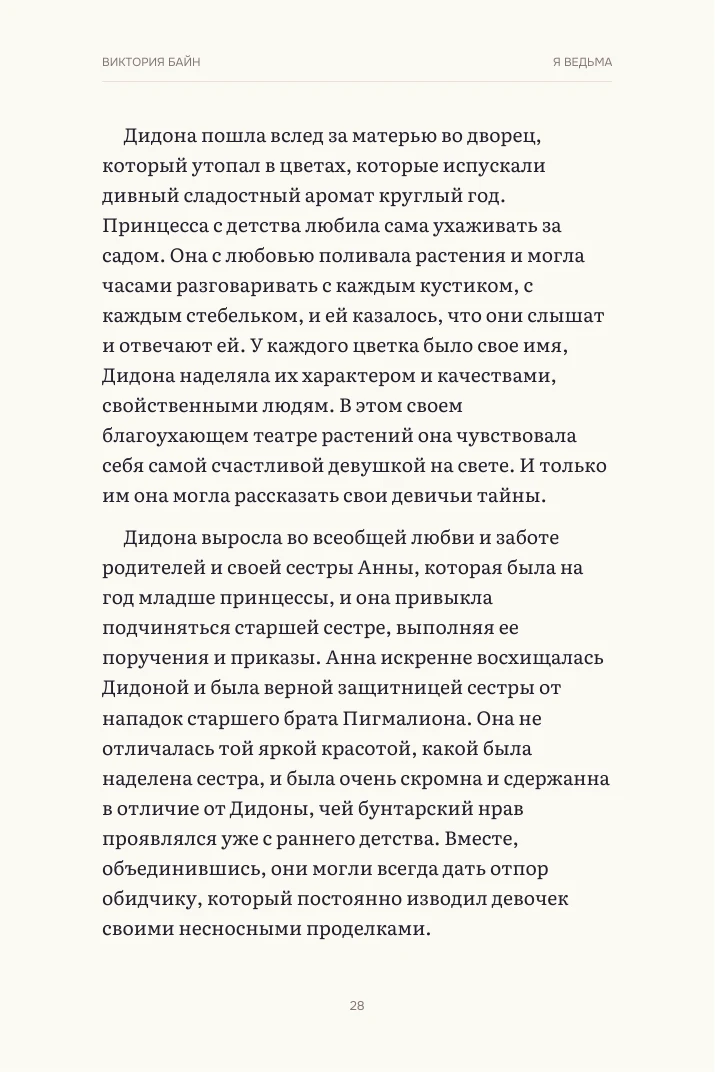 ВИКТОРИЯ БАЙН
Я ВЕДЬМА
Дидона пошла вслед за матерью во дворец,
который утопал в цветах, которые испускали
дивный сладостный аромат круглый год.
Принцесса с детства любила сама ухаживать за
садом. Она с любовью поливала растения и могла
часами разговаривать с каждым кустиком, с
каждым стебельком, и ей казалось, что они слышат
и отвечают ей. У каждого цветка было свое имя,
Дидона наделяла их характером и качествами,
свойственными людям. В этом своем
благоухающем театре растений она чувствовала
себя самой счастливой девушкой на свете. И только
им она могла рассказать свои девичьи тайны.
Дидона выросла во всеобщей любви и заботе
родителей и своей сестры Анны, которая была на
год младше принцессы, и она привыкла
подчиняться старшей сестре, выполняя ее
поручения и приказы. Анна искренне восхищалась
Дидоной и была верной защитницей сестры от
нападок старшего брата Пигмалиона. Она не
отличалась той яркой красотой, какой была
наделена сестра, и была очень скромна и сдержанна
в отличие от Дидоны, чей бунтарский нрав
проявлялся уже с раннего детства. Вместе,
объединившись, они могли всегда дать отпор
обидчику, который постоянно изводил девочек
своими несносными проделками.
28